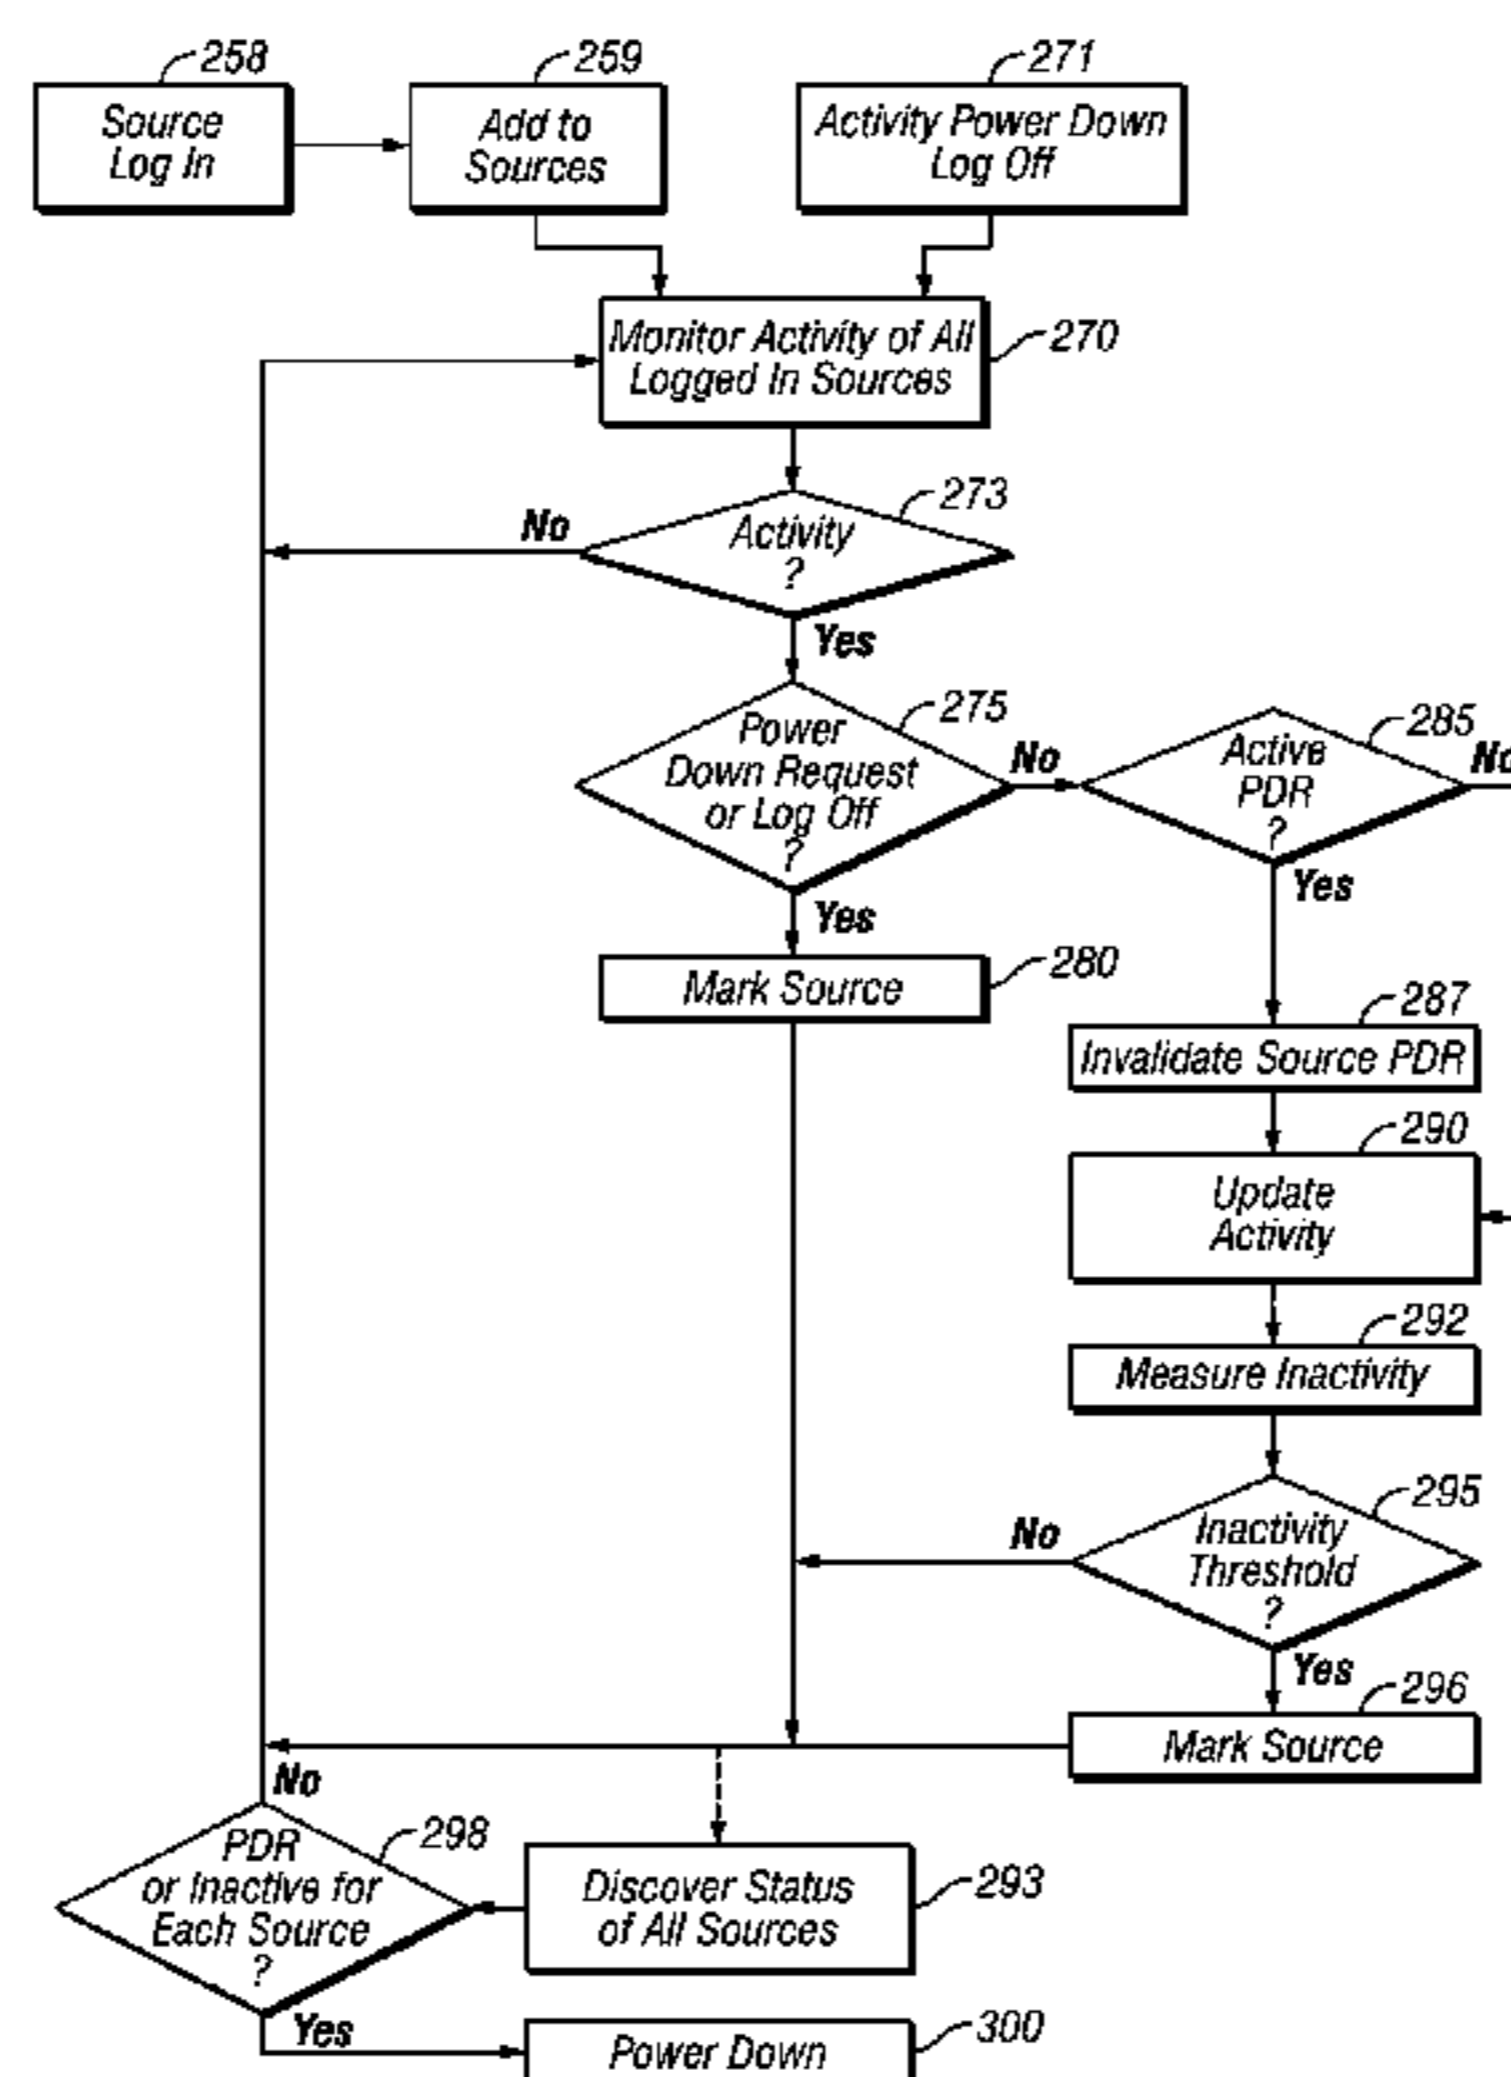 258
259
271
Source
Log In
Add to
Sources
Activity Power Down
Log Off
Monitor Activity of All
Logged In Sources
270
273
No
Activity
?
Yes
275
Power
Down Request
or Log Off
?
No
285
Active
PDR
?
No
Yes
Yes
Mark Source
280
287
Invalidate Source PDR
290
Update
Activity
292
Measure Inactivity
295
No
Inactivity
Threshold
?
Yes
296
Mark Source
No
298
PDR
or Inactive for
Each Source
?
Discover Status
of All Sources
293
Yes
Power Down
300